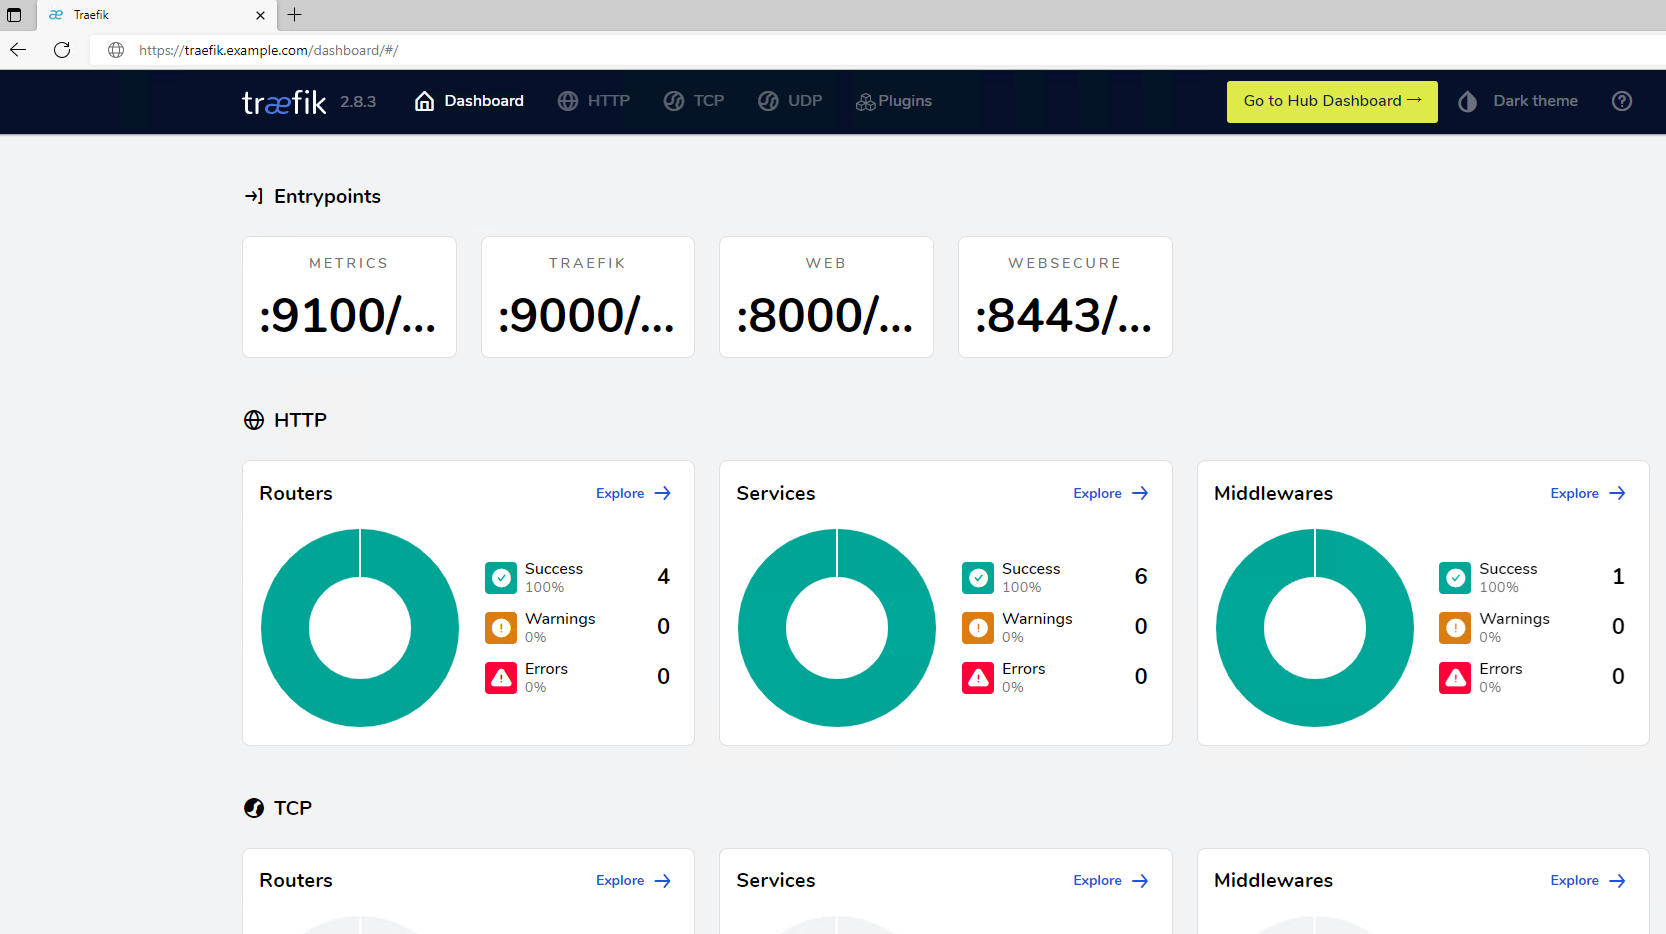 Traefik
https://traefik.example.com/dashboard/#/
træfik 2.8.3 Dashboard HTTP TCP UDP Plugins Go to Hub Dashboard → Dark theme
Entrypoints
METRICS TRAEFIK WEB WEBSECURE
:9100/... :9000/... :8000/... :8443/...
HTTP
Routers Explore → Services Explore → Middlewares Explore →
Success 4 Success 6 Success 1
100% 100% 100%
Warnings 0 Warnings 0 Warnings 0
0% 0% 0%
Errors 0 Errors 0 Errors 0
0% 0% 0%
TCP
Routers Explore → Services Explore → Middlewares Explore →